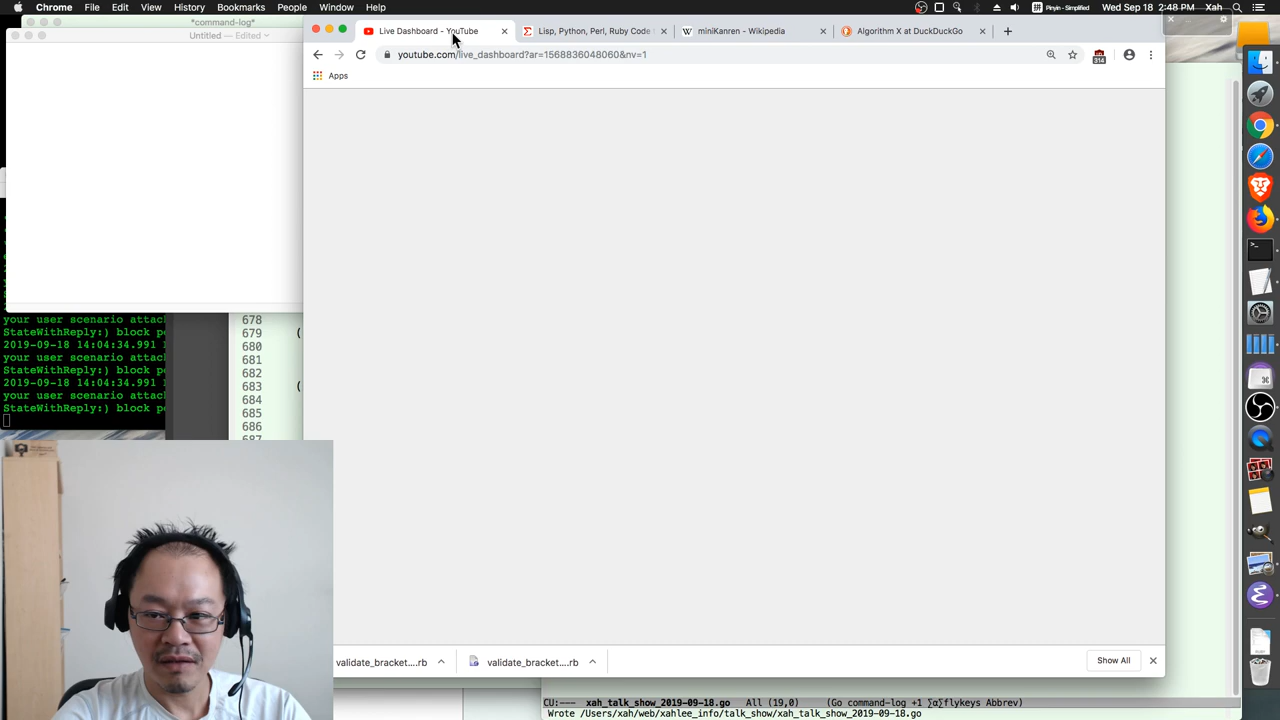 Chrome File Edit View History Bookmarks People Window Help
Pinyin - Simplified Wed Sep 18 2:48 PM Xah
*command-log*
Untitled — Edited
Live Dashboard - YouTube
Lisp, Python, Perl, Ruby Code
miniKanren - Wikipedia
Algorithm X at DuckDuckGo
youtube.com/live_dashboard?ar=1568836048060&nv=1
314
Apps
your user scenario attac
StateWithReply:) block p
2019-09-18 14:04:34.991
your user scenario attac
StateWithReply:) block p
2019-09-18 14:04:34.991
your user scenario attac
StateWithReply:) block p
678
679 (
680
681
682
683 (
684
685
686
687
validate_bracket....rb
validate_bracket....rb
Show All
CU:--- xah_talk_show_2019-09-18.go All (19,0) (Go command-log +1 ∑α∑flykeys Abbrev)
Wrote /Users/xah/web/xahlee_info/talk_show/xah_talk_show_2019-09-18.go